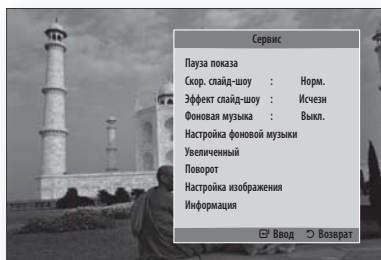 Сервис
Пауза показа
Скор. слайд-шоу : Норм.
Эффект слайд-шоу : Исчезн
Фоновая музыка : Выкл.
Настройка фоновой музыки
Увеличенный
Поворот
Настройка изображения
Информация
Ввод Возврат